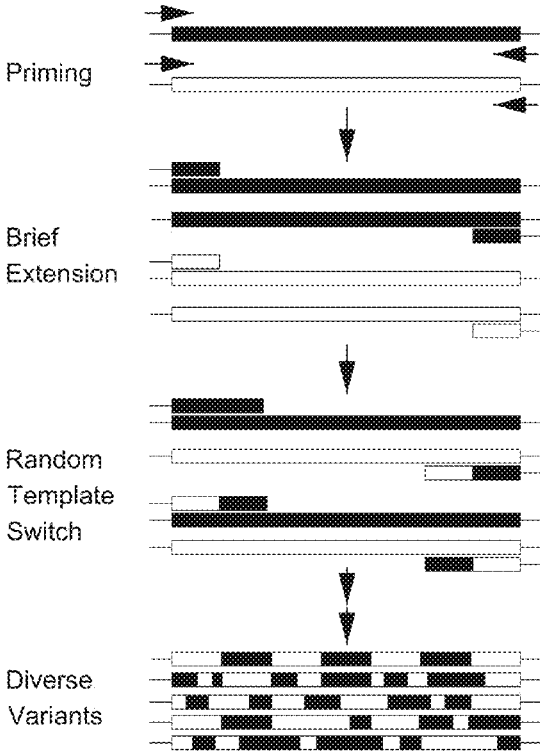 Priming
Brief
Extension
Random
Template
Switch
Diverse
Variants